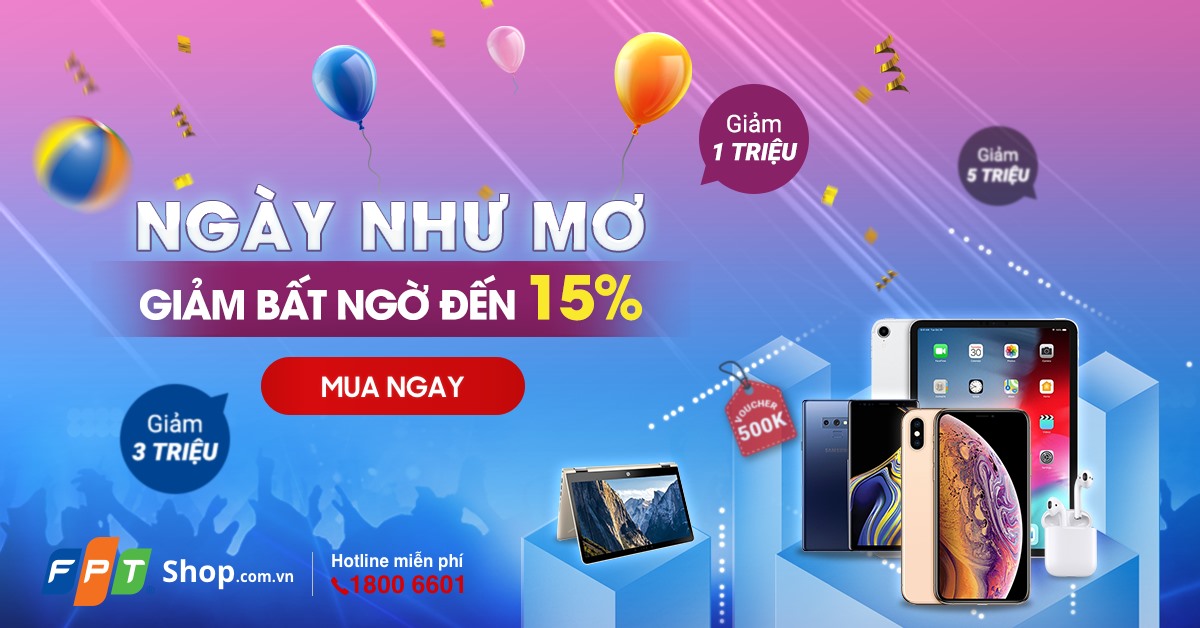 Giảm
1 TRIỆU
Giảm
5 TRIỆU
NGÀY NHƯ MƠ
GIẢM BẤT NGỜ ĐẾN 15%
MUA NGAY
Giảm
3 TRIỆU
VOUCHER
500K
SAMSUNG
FPT Shop.com.vn
Hotline miễn phí
1800 6601